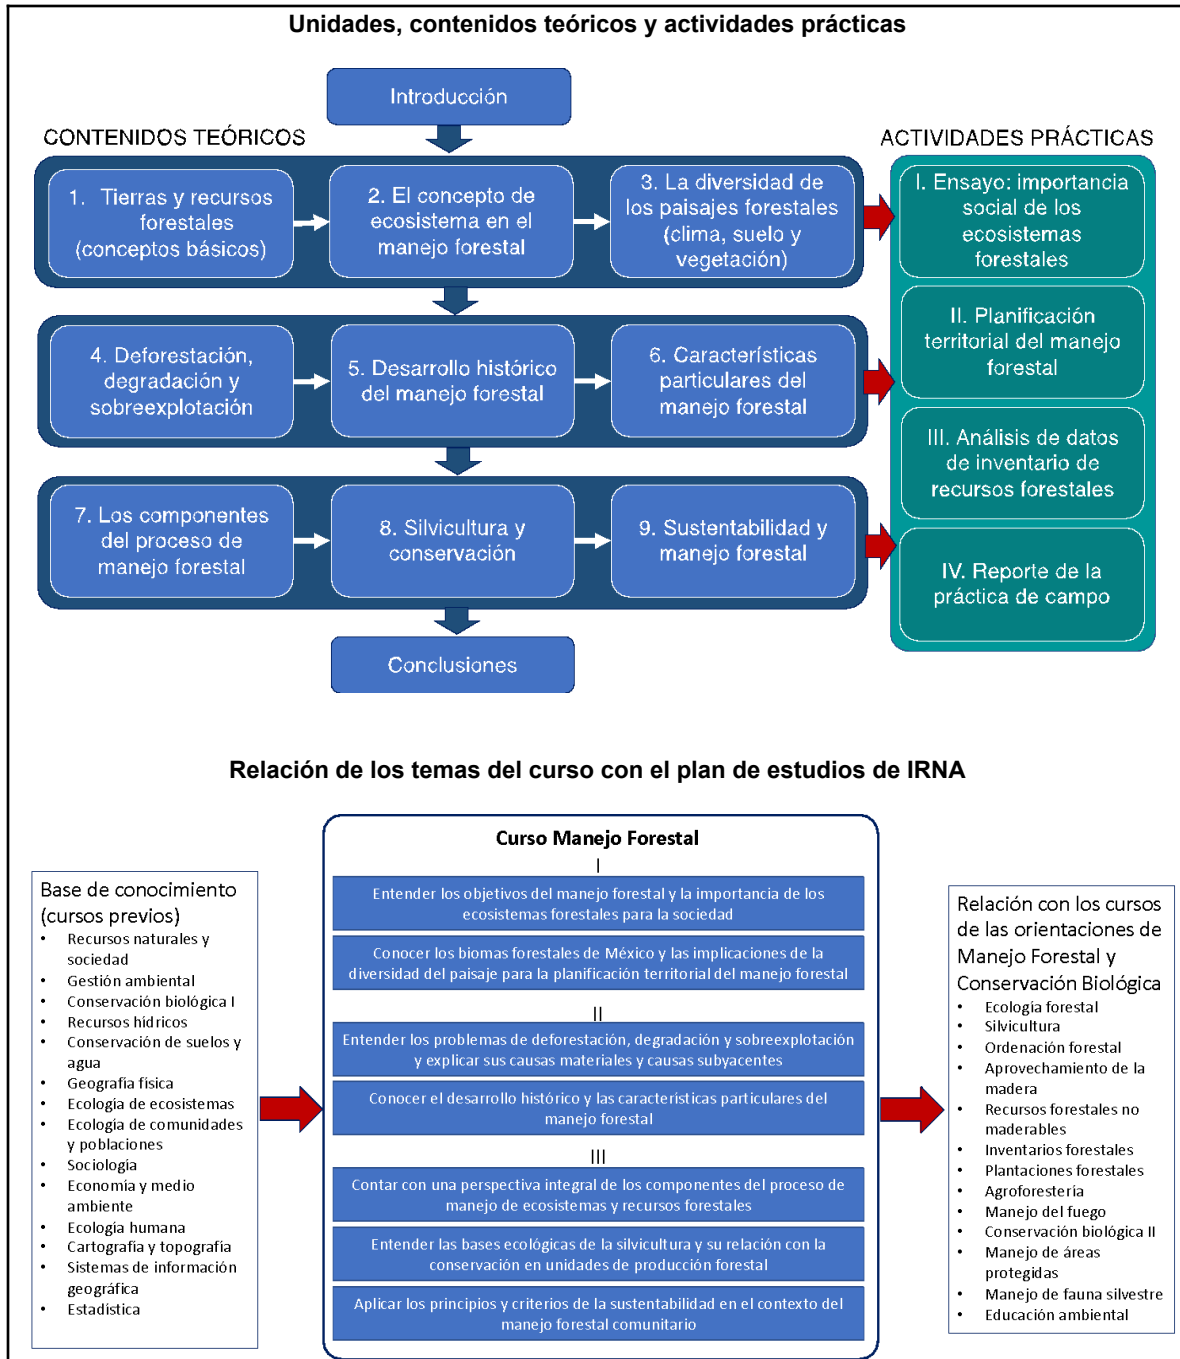 Unidades, contenidos teóricos y actividades prácticas
Introducción
CONTENIDOS TEÓRICOS
1. Tierras y recursos
forestales
(conceptos básicos)
2. El concepto de
ecosistema en el
manejo forestal
3. La diversidad de
los paisajes forestales
(clima, suelo y
vegetación)
4. Deforestación,
degradación y
sobreexplotación
5. Desarrollo histórico
del manejo forestal
6. Características
particulares del
manejo forestal
7. Los componentes
del proceso de
manejo forestal
8. Silvicultura y
conservación
9. Sustentabilidad y
manejo forestal
Conclusiones
ACTIVIDADES PRÁCTICAS
I. Ensayo: importancia
social de los
ecosistemas
forestales
II. Planificación
territorial del manejo
forestal
III. Análisis de datos
de inventario de
recursos forestales
IV. Reporte de la
práctica de campo
Relación de los temas del curso con el plan de estudios de IRNA
Base de conocimiento
(cursos previos)
• Recursos naturales y
sociedad
• Gestión ambiental
• Conservación biológica I
• Recursos hídricos
• Conservación de suelos y
agua
• Geografía física
• Ecología de ecosistemas
• Ecología de comunidades
y poblaciones
• Sociología
• Economía y medio
ambiente
• Ecología humana
• Cartografía y topografía
• Sistemas de información
geográfica
• Estadística
Curso Manejo Forestal
I
Entender los objetivos del manejo forestal y la importancia de los
ecosistemas forestales para la sociedad
Conocer los biomas forestales de México y las implicaciones de la
diversidad del paisaje para la planificación territorial del manejo forestal
II
Entender los problemas de deforestación, degradación y sobreexplotación
y explicar sus causas materiales y causas subyacentes
Conocer el desarrollo histórico y las características particulares del
manejo forestal
III
Contar con una perspectiva integral de los componentes del proceso de
manejo de ecosistemas y recursos forestales
Entender las bases ecológicas de la silvicultura y su relación con la
conservación en unidades de producción forestal
Aplicar los principios y criterios de la sustentabilidad en el contexto del
manejo forestal comunitario
Relación con los cursos
de las orientaciones de
Manejo Forestal y
Conservación Biológica
• Ecología forestal
• Silvicultura
• Ordenación forestal
• Aprovechamiento de la
madera
• Recursos forestales no
maderables
• Inventarios forestales
• Plantaciones forestales
• Agroforestería
• Manejo del fuego
• Conservación biológica II
• Manejo de áreas
protegidas
• Manejo de fauna silvestre
• Educación ambiental